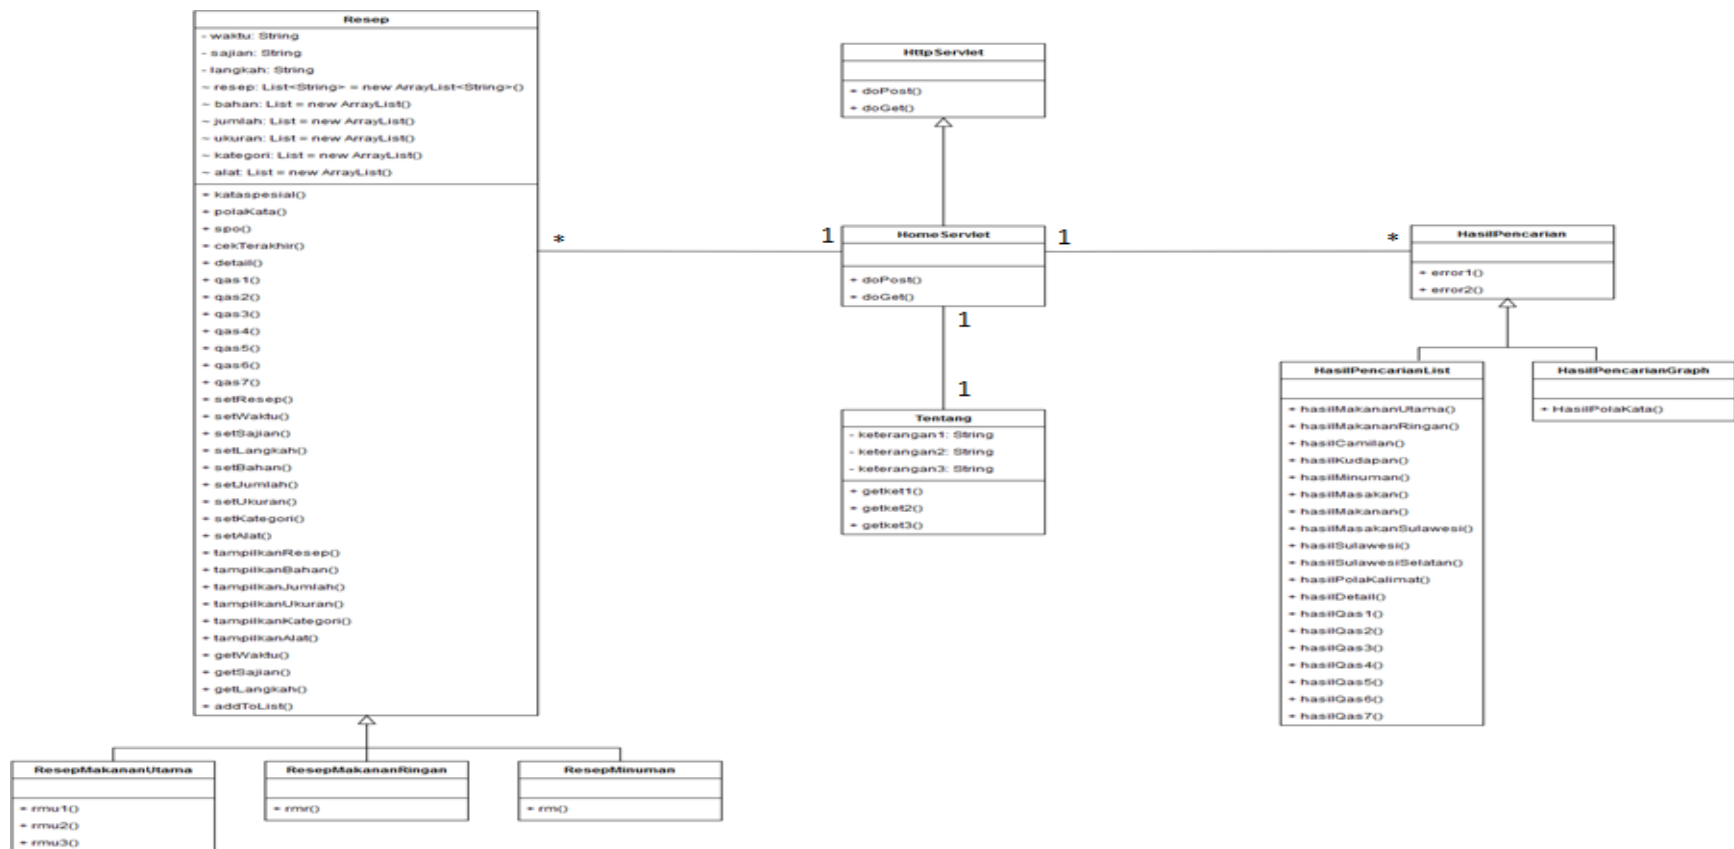 Resep
- waktu: String
- sajian: String
- langkah: String
~ resep: List<String> = new ArrayList<String>()
~ bahan: List = new ArrayList()
~ jumlah: List = new ArrayList()
~ ukuran: List = new ArrayList()
~ kategori: List = new ArrayList()
~ alat: List = new ArrayList()
+ kataspesial()
+ polaKata()
+ spo()
+ cekTerakhir()
+ detail()
+ qas1()
+ qas2()
+ qas3()
+ qas4()
+ qas5()
+ qas6()
+ qas7()
+ setResep()
+ setWaktu()
+ setSajian()
+ setLangkah()
+ setBahan()
+ setJumlah()
+ setUkuran()
+ setKategori()
+ setAlat()
+ tampilkanResep()
+ tampilkanBahan()
+ tampilkanJumlah()
+ tampilkanUkuran()
+ tampilkanKategori()
+ tampilkanAlat()
+ getWaktu()
+ getSajian()
+ getLangkah()
+ addToList()
ResepMakananUtama
+ rmu1()
+ rmu2()
+ rmu3()
ResepMakananRingan
+ rmr()
ResepMinuman
+ rm()
HttpServlet
+ doPost()
+ doGet()
* 1
HomeServlet
+ doPost()
+ doGet()
1 *
1
1
Tentang
- keterangan1: String
- keterangan2: String
- keterangan3: String
+ getket1()
+ getket2()
+ getket3()
HasilPencarian
+ error1()
+ error2()
HasilPencarianList
+ hasilMakananUtama()
+ hasilMakananRingan()
+ hasilCamilan()
+ hasilKudapan()
+ hasilMinuman()
+ hasilMasakan()
+ hasilMakanan()
+ hasilMasakanSulawesi()
+ hasilSulawesi()
+ hasilSulawesiSelatan()
+ hasilPolaKalimat()
+ hasilDetail()
+ hasilQas1()
+ hasilQas2()
+ hasilQas3()
+ hasilQas4()
+ hasilQas5()
+ hasilQas6()
+ hasilQas7()
HasilPencarianGraph
+ HasilPolaKata()